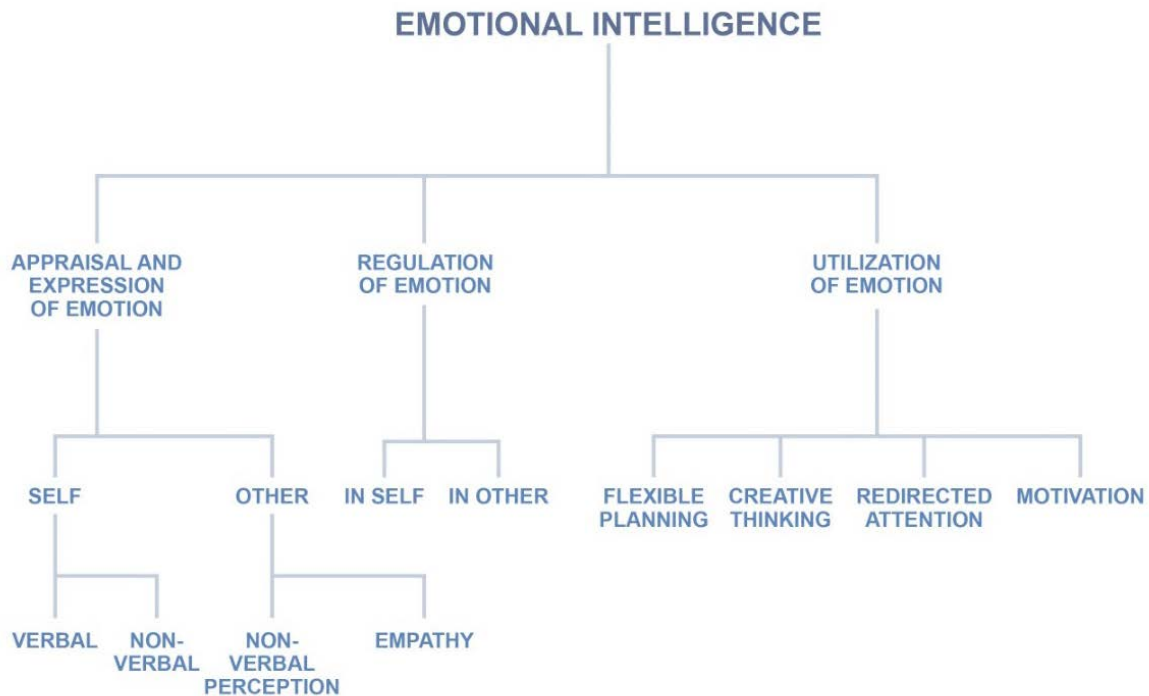 EMOTIONAL INTELLIGENCE
APPRAISAL AND
EXPRESSION
OF EMOTION
REGULATION
OF EMOTION
UTILIZATION
OF EMOTION
SELF
OTHER
IN SELF
IN OTHER
FLEXIBLE
PLANNING
CREATIVE
THINKING
REDIRECTED
ATTENTION
MOTIVATION
VERBAL
NON-
VERBAL
NON-
VERBAL
PERCEPTION
EMPATHY